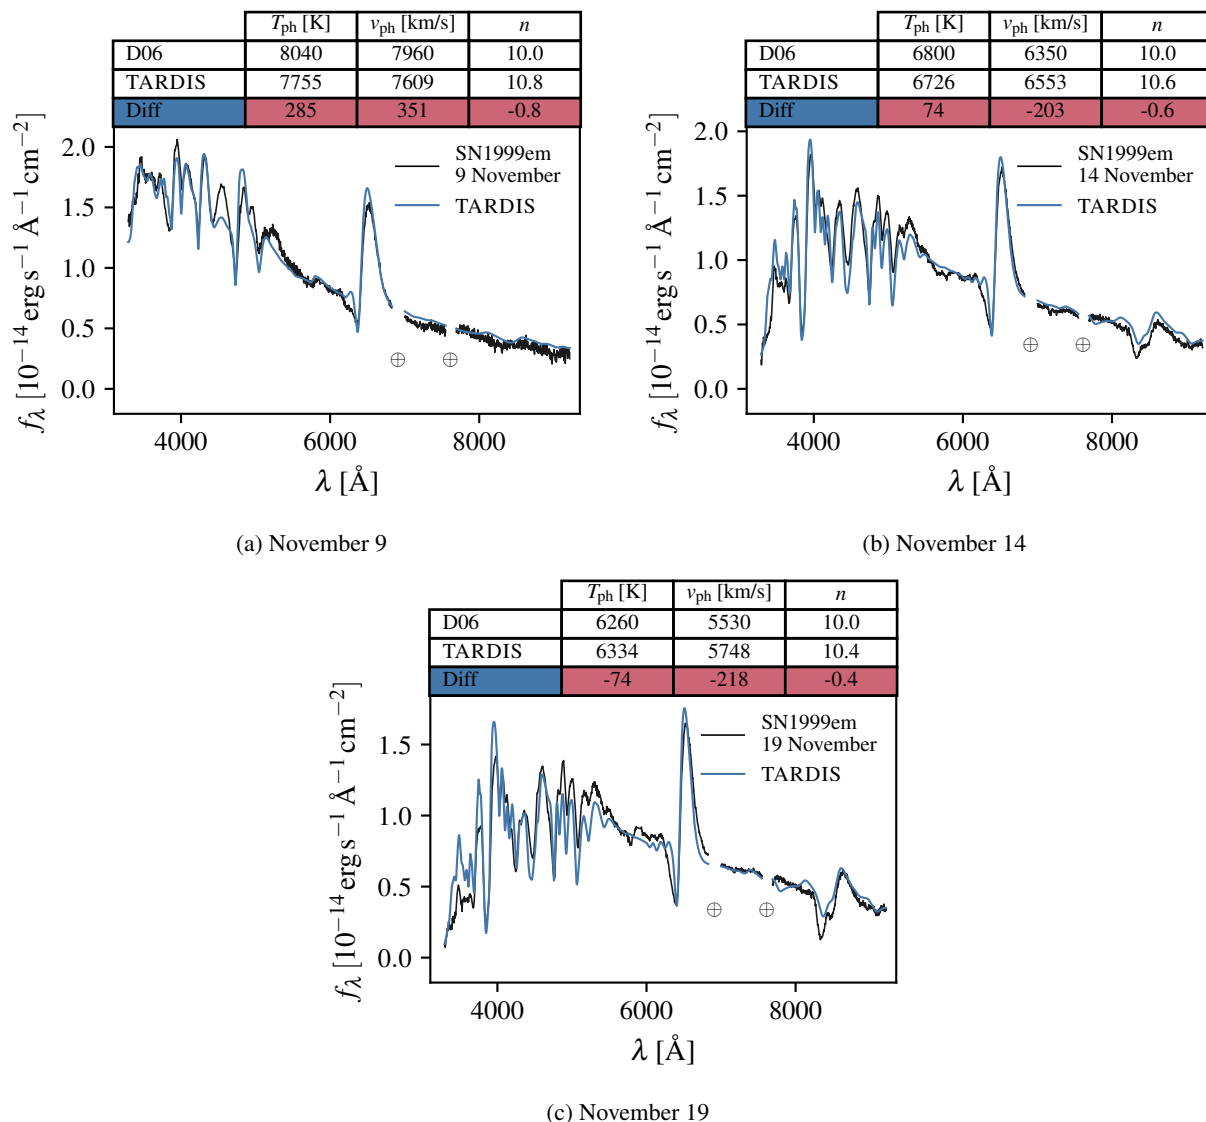 T_ph [K] v_ph [km/s] n
D06 8040 7960 10.0
TARDIS 7755 7609 10.8
Diff 285 351 -0.8
SN1999em
9 November
TARDIS
2.0
1.5
1.0
0.5
0.0
f_λ [10^−14 erg s^−1 Å^−1 cm^−2]
⊕ ⊕
4000 6000 8000
λ [Å]
(a) November 9
T_ph [K] v_ph [km/s] n
D06 6800 6350 10.0
TARDIS 6726 6553 10.6
Diff 74 -203 -0.6
SN1999em
14 November
TARDIS
2.0
1.5
1.0
0.5
0.0
f_λ [10^−14 erg s^−1 Å^−1 cm^−2]
⊕ ⊕
4000 6000 8000
λ [Å]
(b) November 14
T_ph [K] v_ph [km/s] n
D06 6260 5530 10.0
TARDIS 6334 5748 10.4
Diff -74 -218 -0.4
SN1999em
19 November
TARDIS
1.5
1.0
0.5
0.0
f_λ [10^−14 erg s^−1 Å^−1 cm^−2]
⊕ ⊕
4000 6000 8000
λ [Å]
(c) November 19